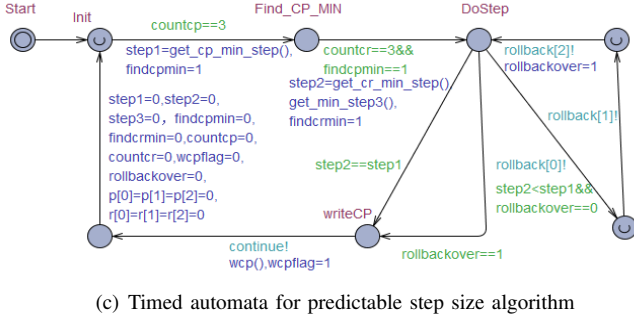 Start
Init
countcp==3
Find_CP_MIN
DoStep
step1=get_cp_min_step(),
findcpmin=1
countcr==3&&
findcpmin==1
step2=get_cr_min_step()
get_min_step3(),
findcrmin=1
rollback[2]!
rollbackover=1
rollback[1]!
step1=0,step2=0,
step3=0, findcpmin=0,
findcrmin=0,countcp=0,
countcr=0,wcpflag=0,
rollbackover=0,
p[0]=p[1]=p[2]=0,
r[0]=r[1]=r[2]=0
step2==step1
rollback[0]!
step2<step1&&
rollbackover==0
writeCP
continue!
wcp(),wcpflag=1
rollbackover==1
(c) Timed automata for predictable step size algorithm